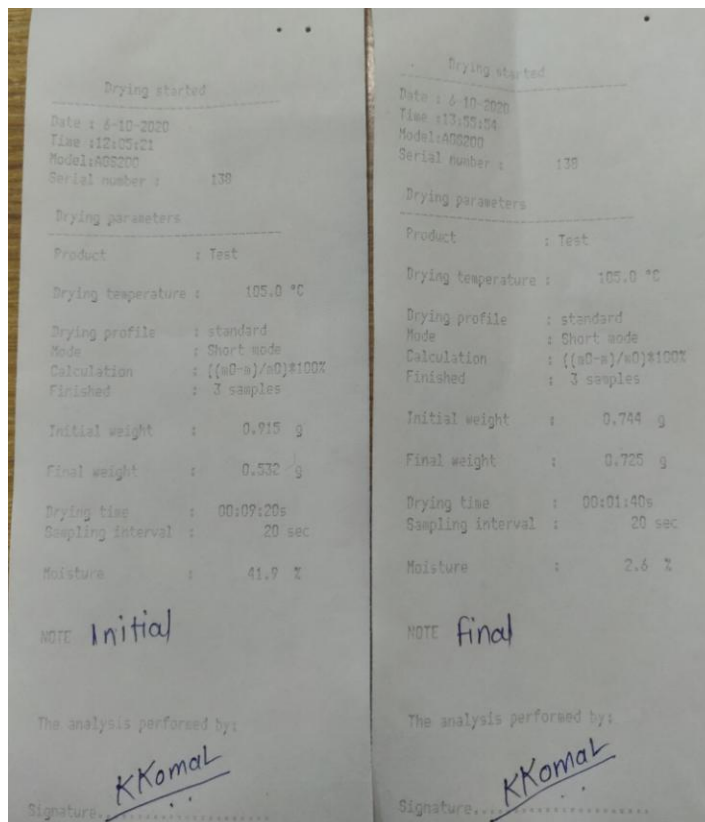 Drying started
Date : 6-10-2020
Time :12:05:21
Model:AGS200
Serial number : 138
Drying parameters
Product : Test
Drying temperature : 105.0 °C
Drying profile : standard
Mode : Short mode
Calculation : ((m0-m)/m0)*100%
Finished : 3 samples
Initial weight : 0.915 g
Final weight : 0.532 g
Drying time : 00:09:20s
Sampling interval : 20 sec
Moisture : 41.9 %
NOTE Initial
The analysis performed by:
KKomal
Signature..
Drying started
Date : 6-10-2020
Time :13:55:54
Model:AGS200
Serial number : 138
Drying parameters
Product : Test
Drying temperature : 105.0 °C
Drying profile : standard
Mode : Short mode
Calculation : ((m0-m)/m0)*100%
Finished : 3 samples
Initial weight : 0.744 g
Final weight : 0.725 g
Drying time : 00:01:40s
Sampling interval : 20 sec
Moisture : 2.6 %
NOTE final
The analysis performed by:
KKomal
Signature..